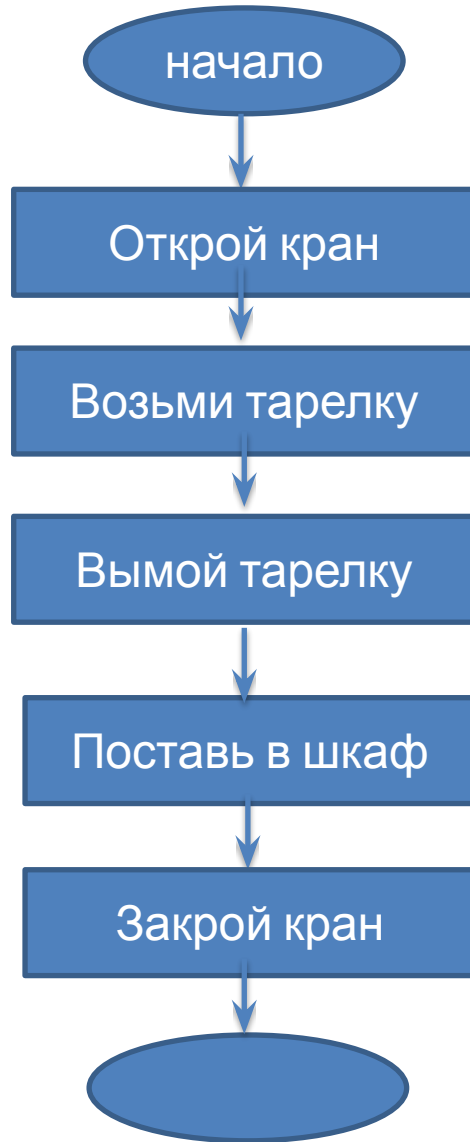 начало
Открой кран
Возьми тарелку
Вымой тарелку
Поставь в шкаф
Закрой кран